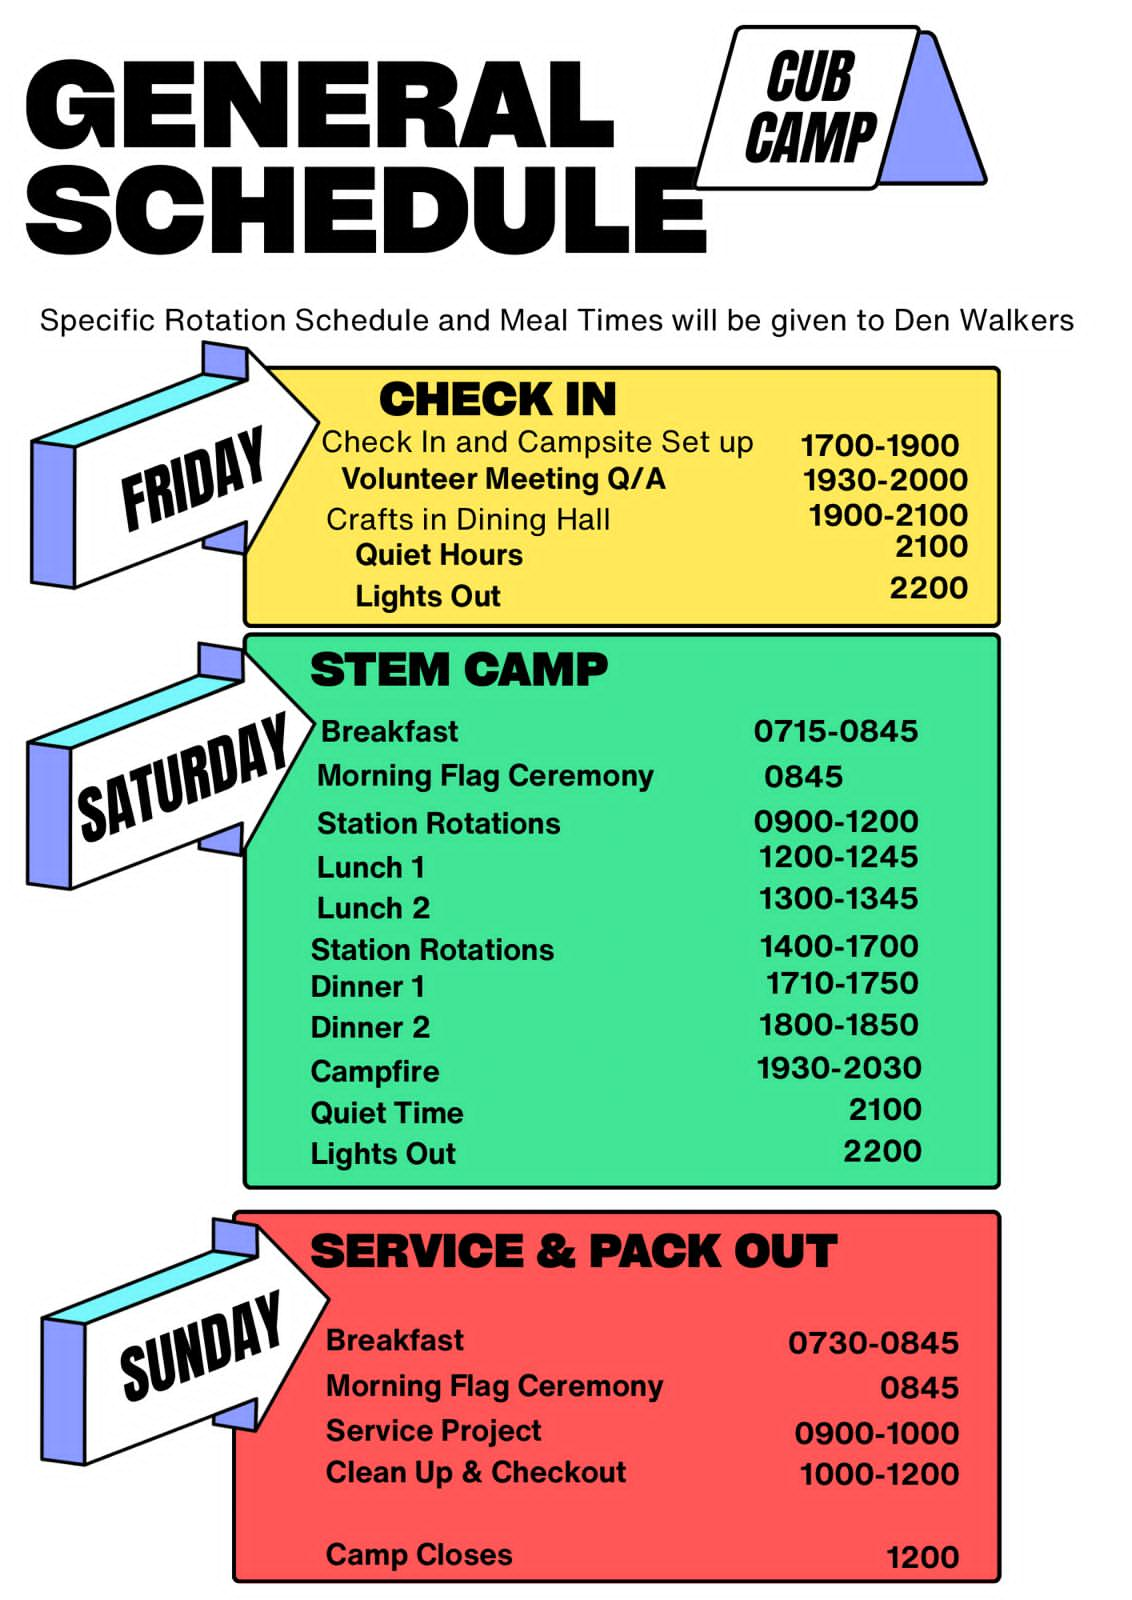 GENERAL
SCHEDULE
CUB
CAMP
Specific Rotation Schedule and Meal Times will be given to Den Walkers
FRIDAY
CHECK IN
Check In and Campsite Set up 1700-1900
Volunteer Meeting Q/A 1930-2000
Crafts in Dining Hall 1900-2100
Quiet Hours 2100
Lights Out 2200
SATURDAY
STEM CAMP
Breakfast 0715-0845
Morning Flag Ceremony 0845
Station Rotations 0900-1200
Lunch 1 1200-1245
Lunch 2 1300-1345
Station Rotations 1400-1700
Dinner 1 1710-1750
Dinner 2 1800-1850
Campfire 1930-2030
Quiet Time 2100
Lights Out 2200
SUNDAY
SERVICE & PACK OUT
Breakfast 0730-0845
Morning Flag Ceremony 0845
Service Project 0900-1000
Clean Up & Checkout 1000-1200
Camp Closes 1200